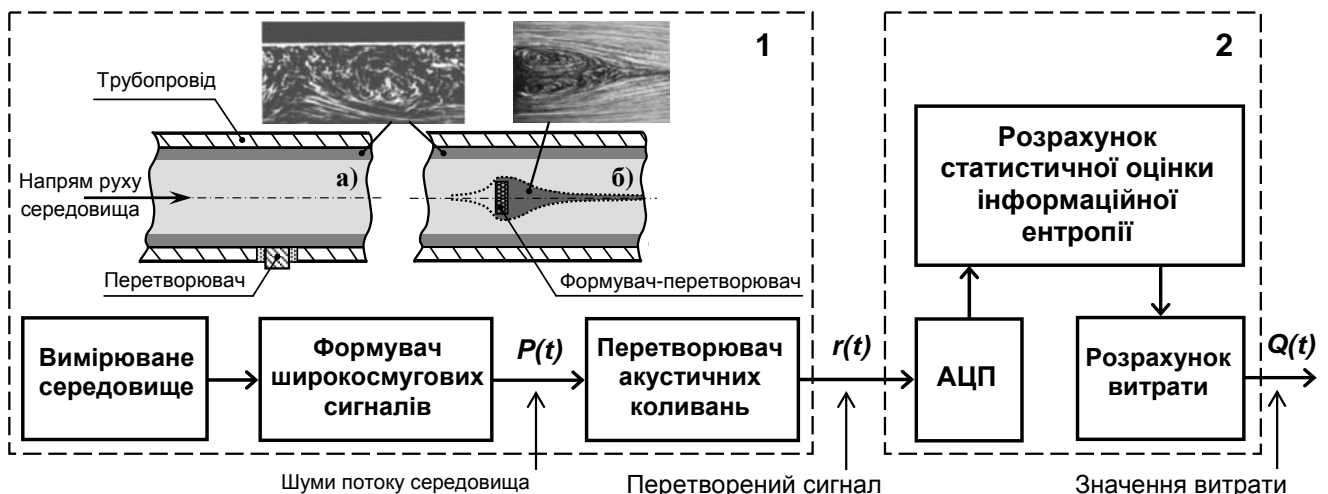 1
2
Трубопровід
Напрям руху
середовища
а)
б)
Перетворювач
Формувач-перетворювач
Розрахунок
статистичної оцінки
інформаційної
ентропії
Вимірюване
середовище
Формувач
широкосмугових
сигналів
P(t)
Перетворювач
акустичних
коливань
r(t)
АЦП
Розрахунок
витрати
Q(t)
Шуми потоку середовища
Перетворений сигнал
Значення витрати